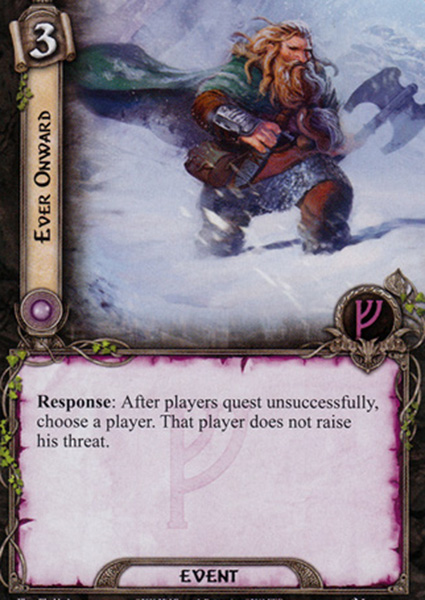 3
EVER ONWARD
Response: After players quest unsuccessfully,
choose a player. That player does not raise
his threat.
EVENT